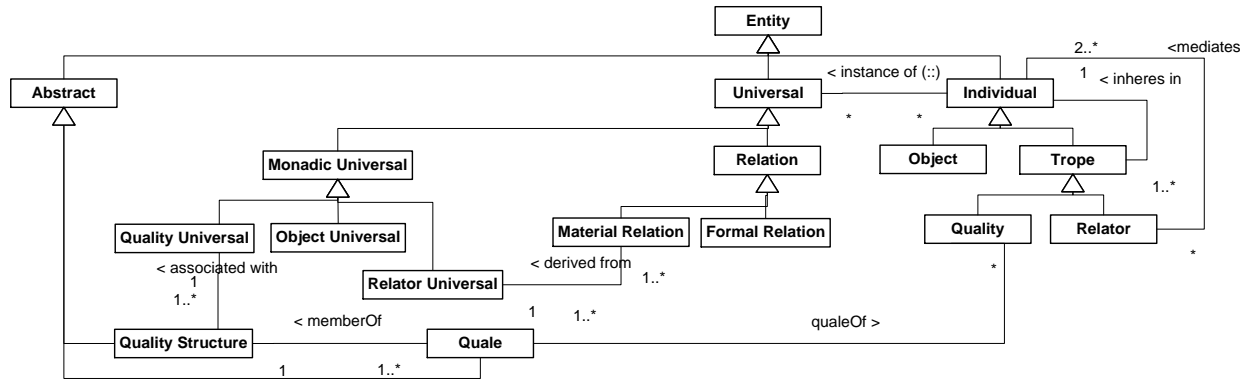 Entity
2..*
<mediates
< instance of (::)
1
< inheres in
Abstract
Universal
Individual
*
*
Monadic Universal
Relation
Object
Trope
1..*
Quality Universal
Object Universal
Material Relation
Formal Relation
Quality
Relator
< associated with
< derived from
*
*
1
Relator Universal
1..*
1..*
< memberOf
1
1..*
qualeOf >
Quality Structure
Quale
1
1..*